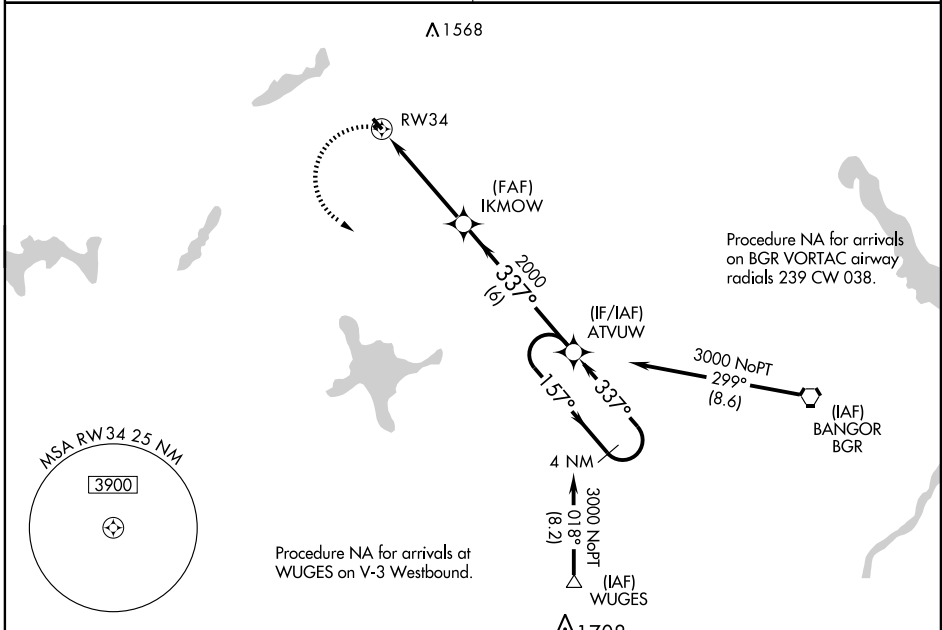 1568
RW34
(FAF)
IKMOW
Procedure NA for arrivals
on BGR VORTAC airway
radials 239 CW 038.
2000
337°
(6)
(IF/IAF)
ATVUW
3000 NoPT
299°
(8.6)
(IAF)
BANGOR
BGR
157°
337°
4 NM
MSA RW34 25 NM
3900
3000 NoPT
018°
(8.2)
Procedure NA for arrivals at
WUGES on V-3 Westbound.
(IAF)
WUGES
1708